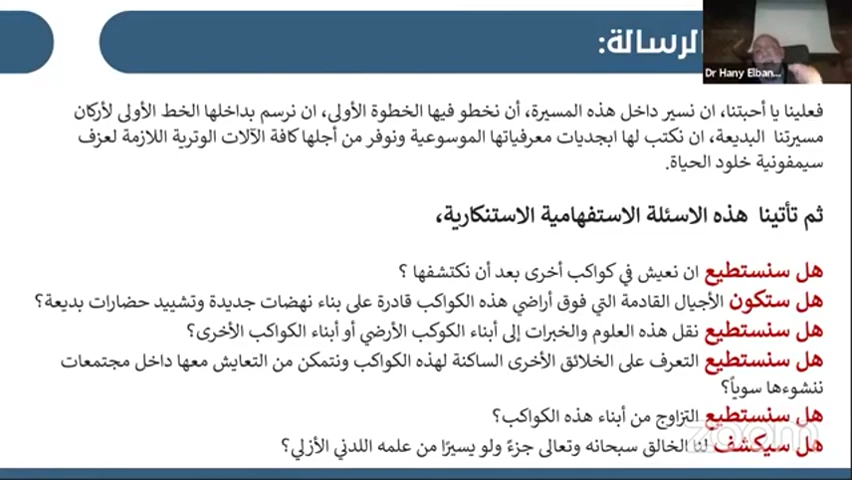 الرسالة:
Dr Hany Elban...
فعلينا يا أحبتنا، ان نسير داخل هذه المسيرة، أن نخطو فيها الخطوة الأولى، ان نرسم بداخلها الخط الأولى لأركان
مسيرتنا البديعة، ان نكتب لها ابجديات معرفياتها الموسوعية ونوفر من أجلها كافة الآلات الوترية اللازمة لعزف
سيمفونية خلود الحياة.
ثم تأتينا هذه الاسئلة الاستفهامية الاستنكارية،
هل سنستطيع ان نعيش في كواكب أخرى بعد أن نكتشفها ؟
هل ستكون الأجيال القادمة التي فوق أراضي هذه الكواكب قادرة على بناء نهضات جديدة وتشييد حضارات بديعة؟
هل سنستطيع نقل هذه العلوم والخبرات إلى أبناء الكوكب الأرضي أو أبناء الكواكب الأخرى؟
هل سنستطيع التعرف على الخلائق الأخرى الساكنة لهذه الكواكب ونتمكن من التعايش معها داخل مجتمعات
ننشوءها سوياً؟
هل سنستطيع التزاوج من أبناء هذه الكواكب؟
هل سيكشف لنا الخالق سبحانه وتعالى جزءً ولو يسيرًا من علمه اللدني الأزلي؟
zoom